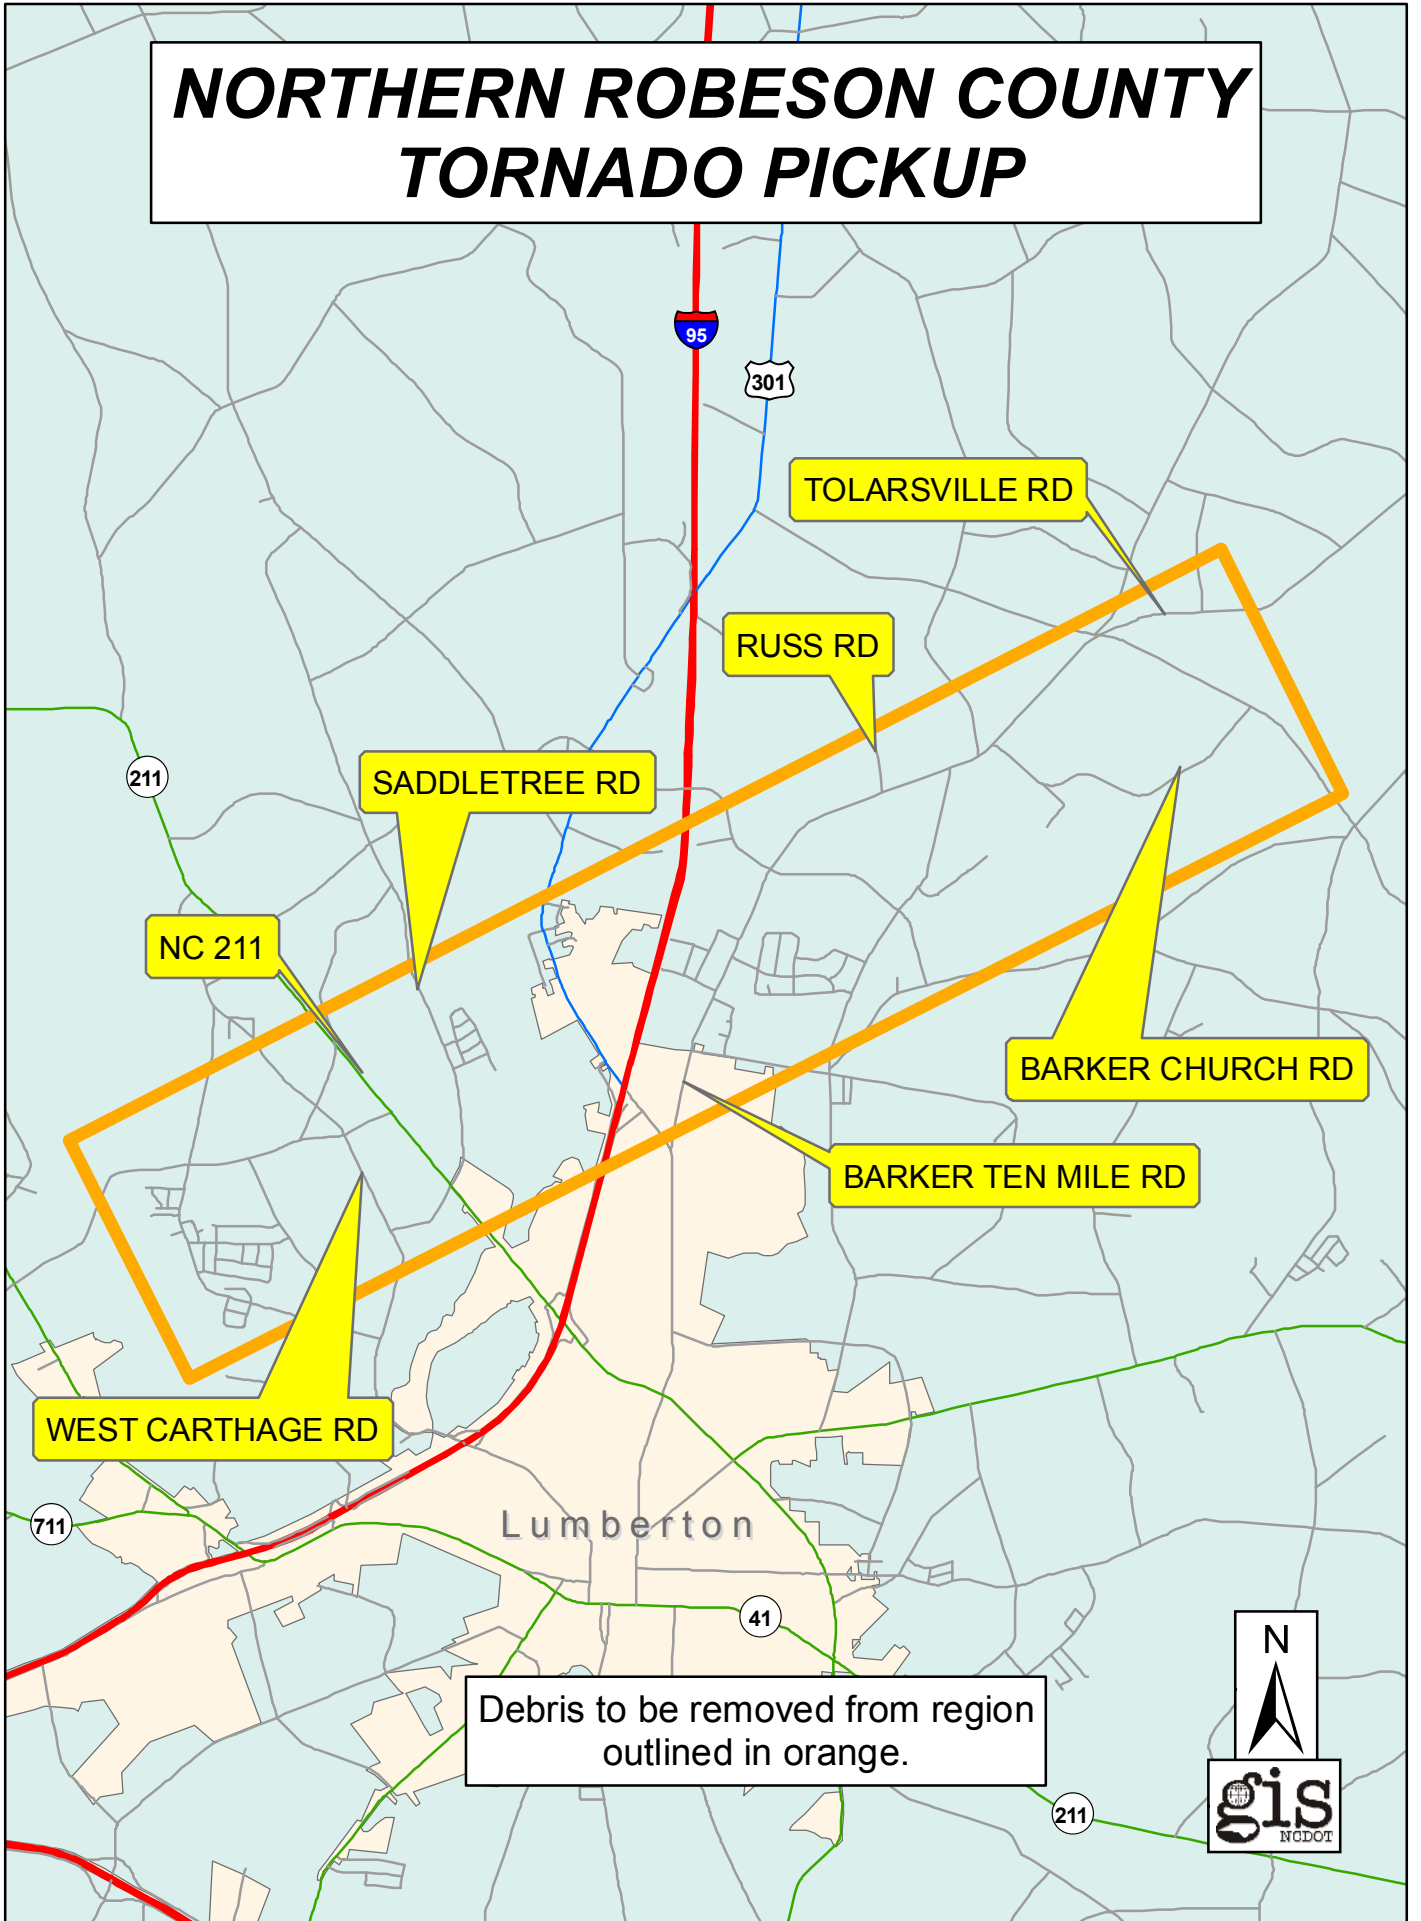 NORTHERN ROBESON COUNTY
TORNADO PICKUP
95
301
TOLARSVILLE RD
RUSS RD
211
SADDLETREE RD
NC 211
BARKER CHURCH RD
BARKER TEN MILE RD
WEST CARTHAGE RD
711
Lumberton
41
N
Debris to be removed from region
outlined in orange.
211
gis
NCDOT